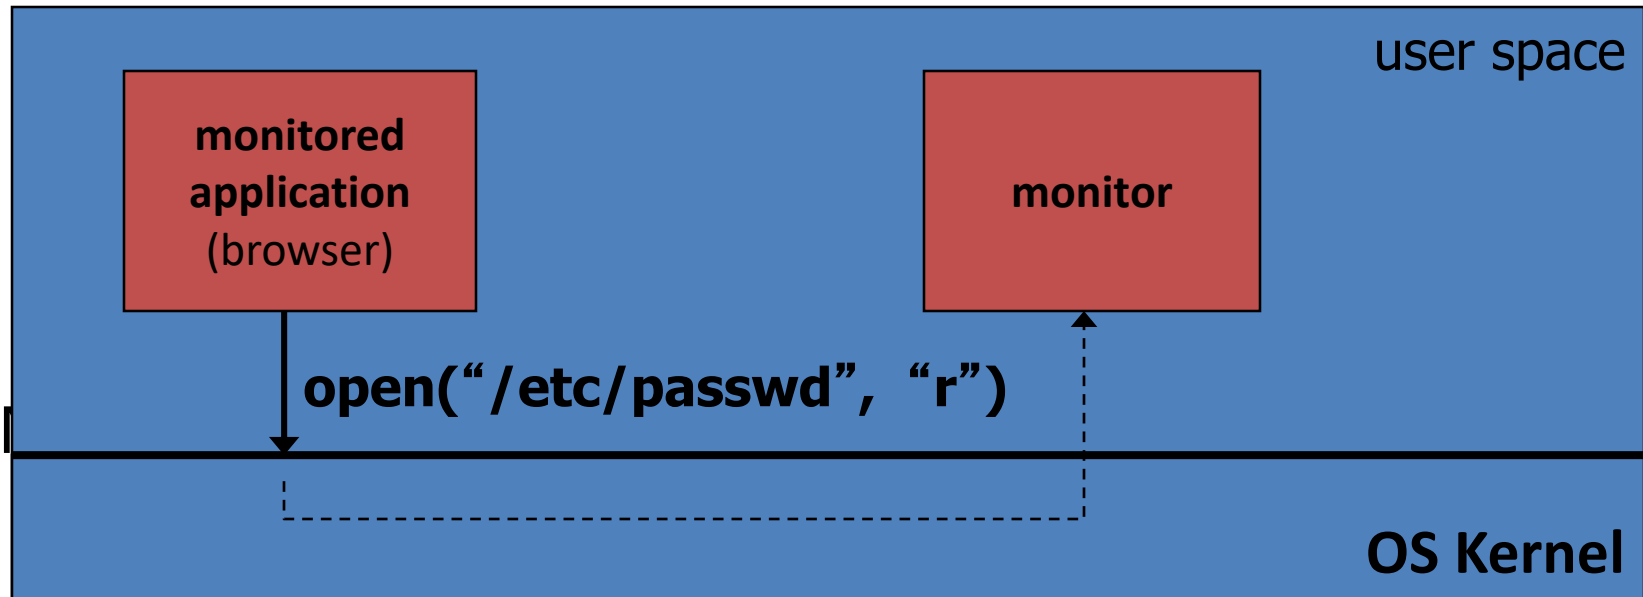 user space
monitored
application
(browser)
monitor
open(“/etc/passwd”, “r”)
OS Kernel